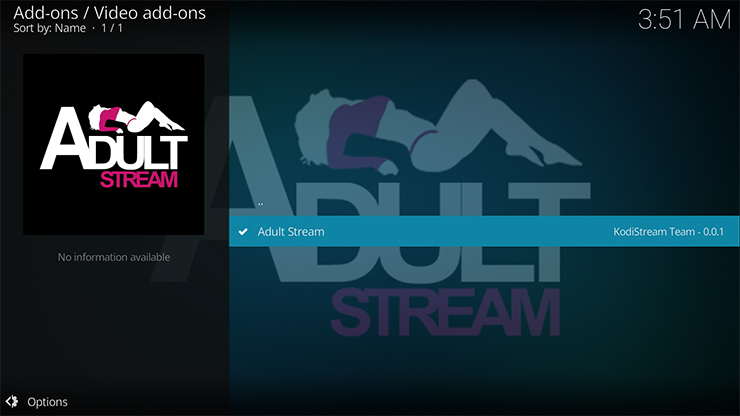 Add-ons / Video add-ons
Sort by: Name · 1 / 1
3:51 AM
ADULT
STREAM
No information available
..
Adult Stream
KodiStream Team - 0.0.1
ADULT
STREAM
Options